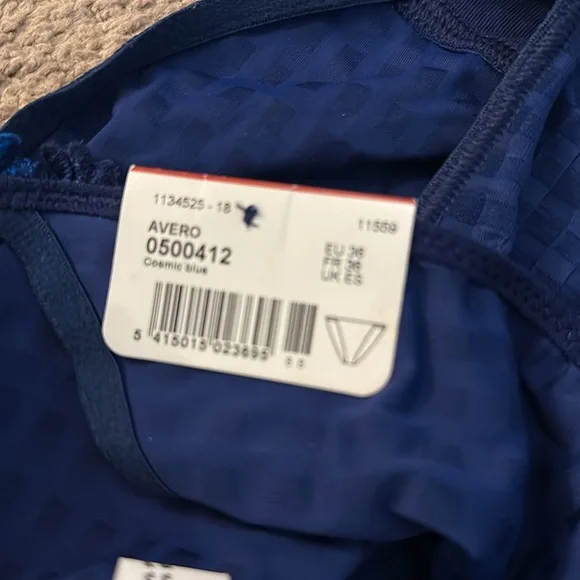 1134525 - 18
11559
AVERO
0500412
Cosmic blue
EU 36
FR 36
UK ES
5 415015 023695